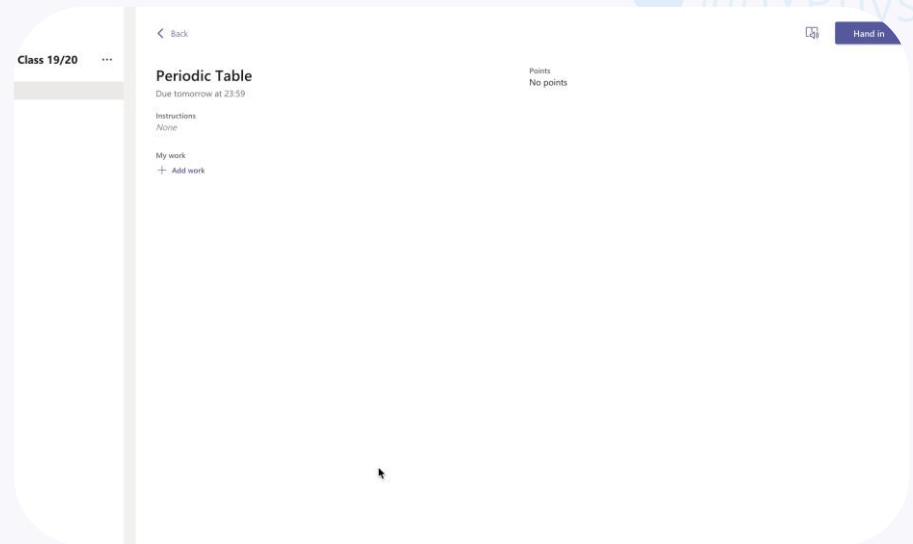 Class 19/20
...
Back
Hand in
Periodic Table
Due tomorrow at 23:59
Points
No points
Instructions
None
My work
+ Add work